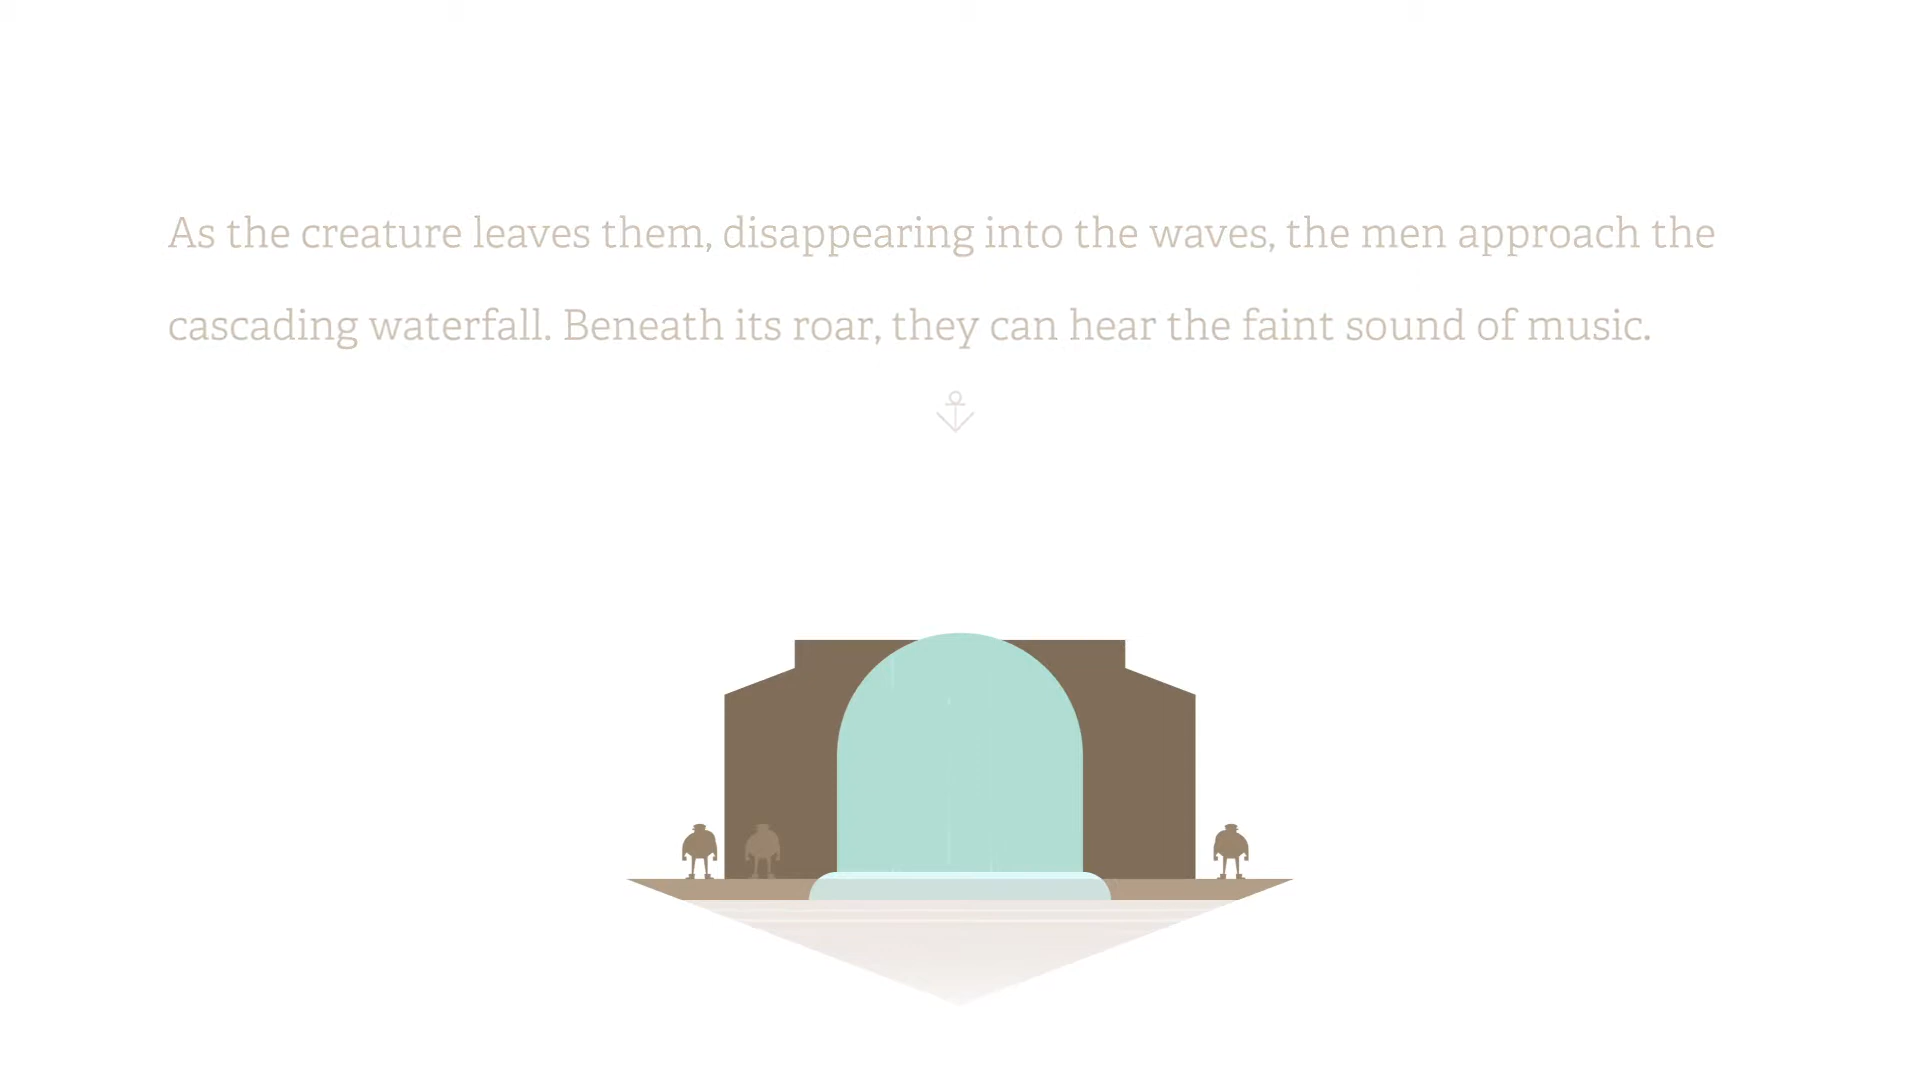 As the creature leaves them, disappearing into the waves, the men approach the
cascading waterfall. Beneath its roar, they can hear the faint sound of music.